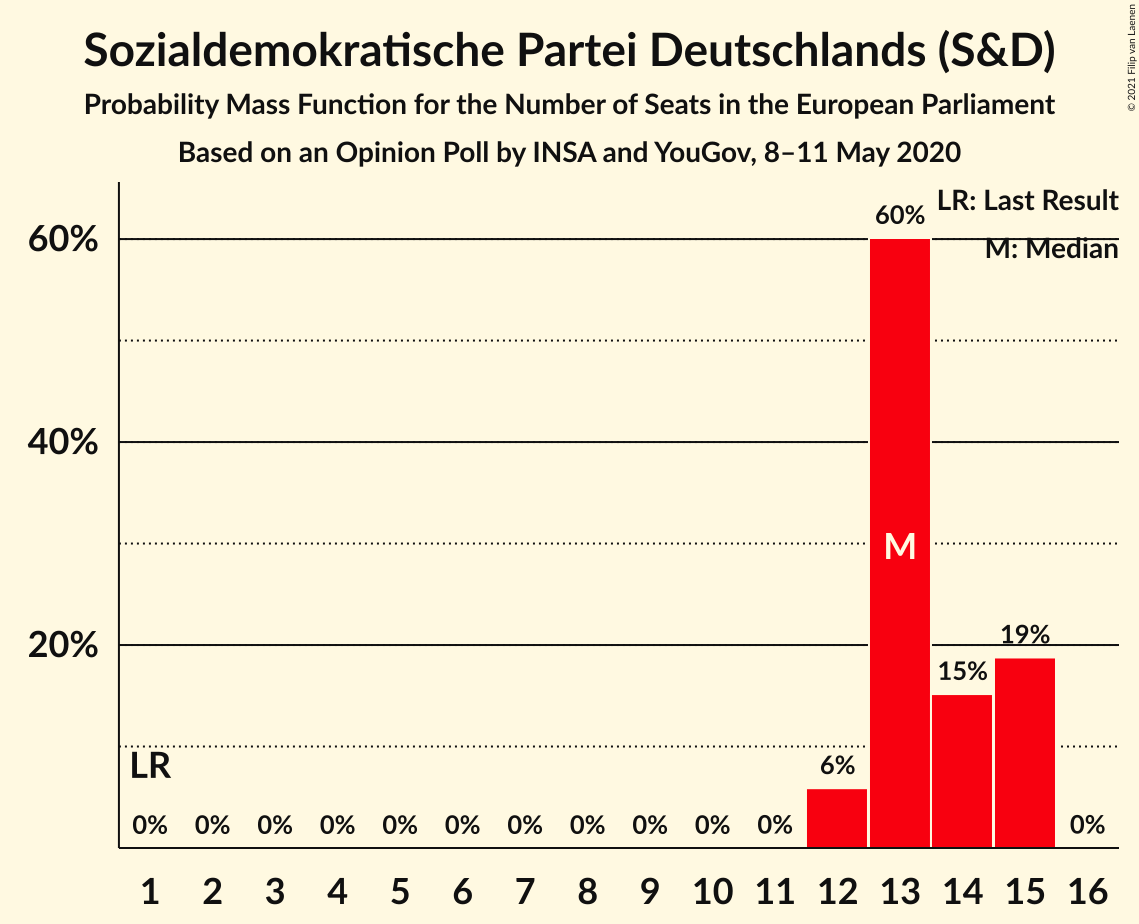 Sozialdemokratische Partei Deutschlands (S&D)
Probability Mass Function for the Number of Seats in the European Parliament
Based on an Opinion Poll by INSA and YouGov, 8–11 May 2020
© 2021 Filip van Laenen
LR: Last Result
M: Median
60%
40%
20%
60%
M
19%
15%
6%
LR
0% 0% 0% 0% 0% 0% 0% 0% 0% 0% 0% 0%
1 2 3 4 5 6 7 8 9 10 11 12 13 14 15 16